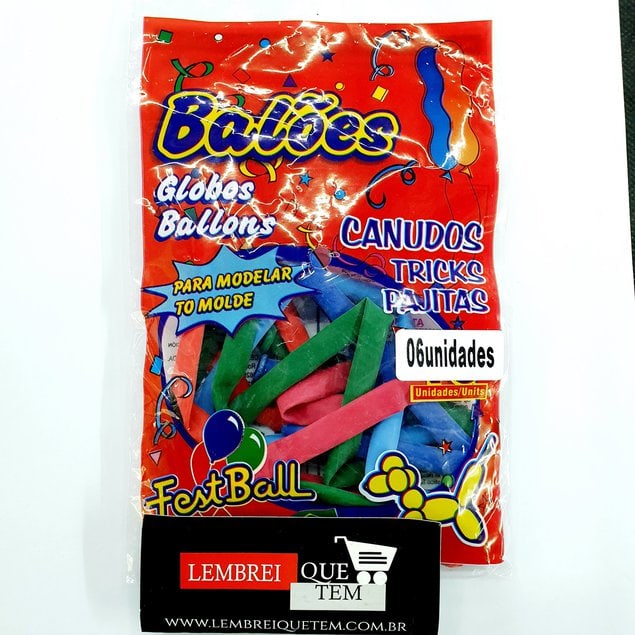 Balões
Globos
Ballons
CANUDOS
TRICKS
PAJITAS
PARA MODELAR
TO MOLDE
06unidades
Unidades/Units
FestBall
LEMBREI QUE
TEM
WWW.LEMBREIQUETEM.COM.BR